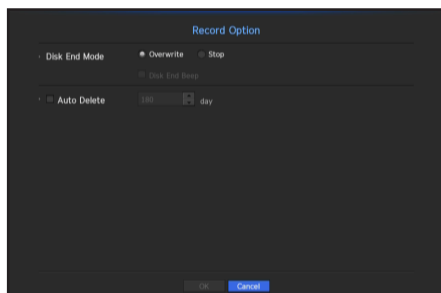 Record Option
Disk End Mode Overwrite Stop
Disk End Beep
Auto Delete 180 day
OK Cancel